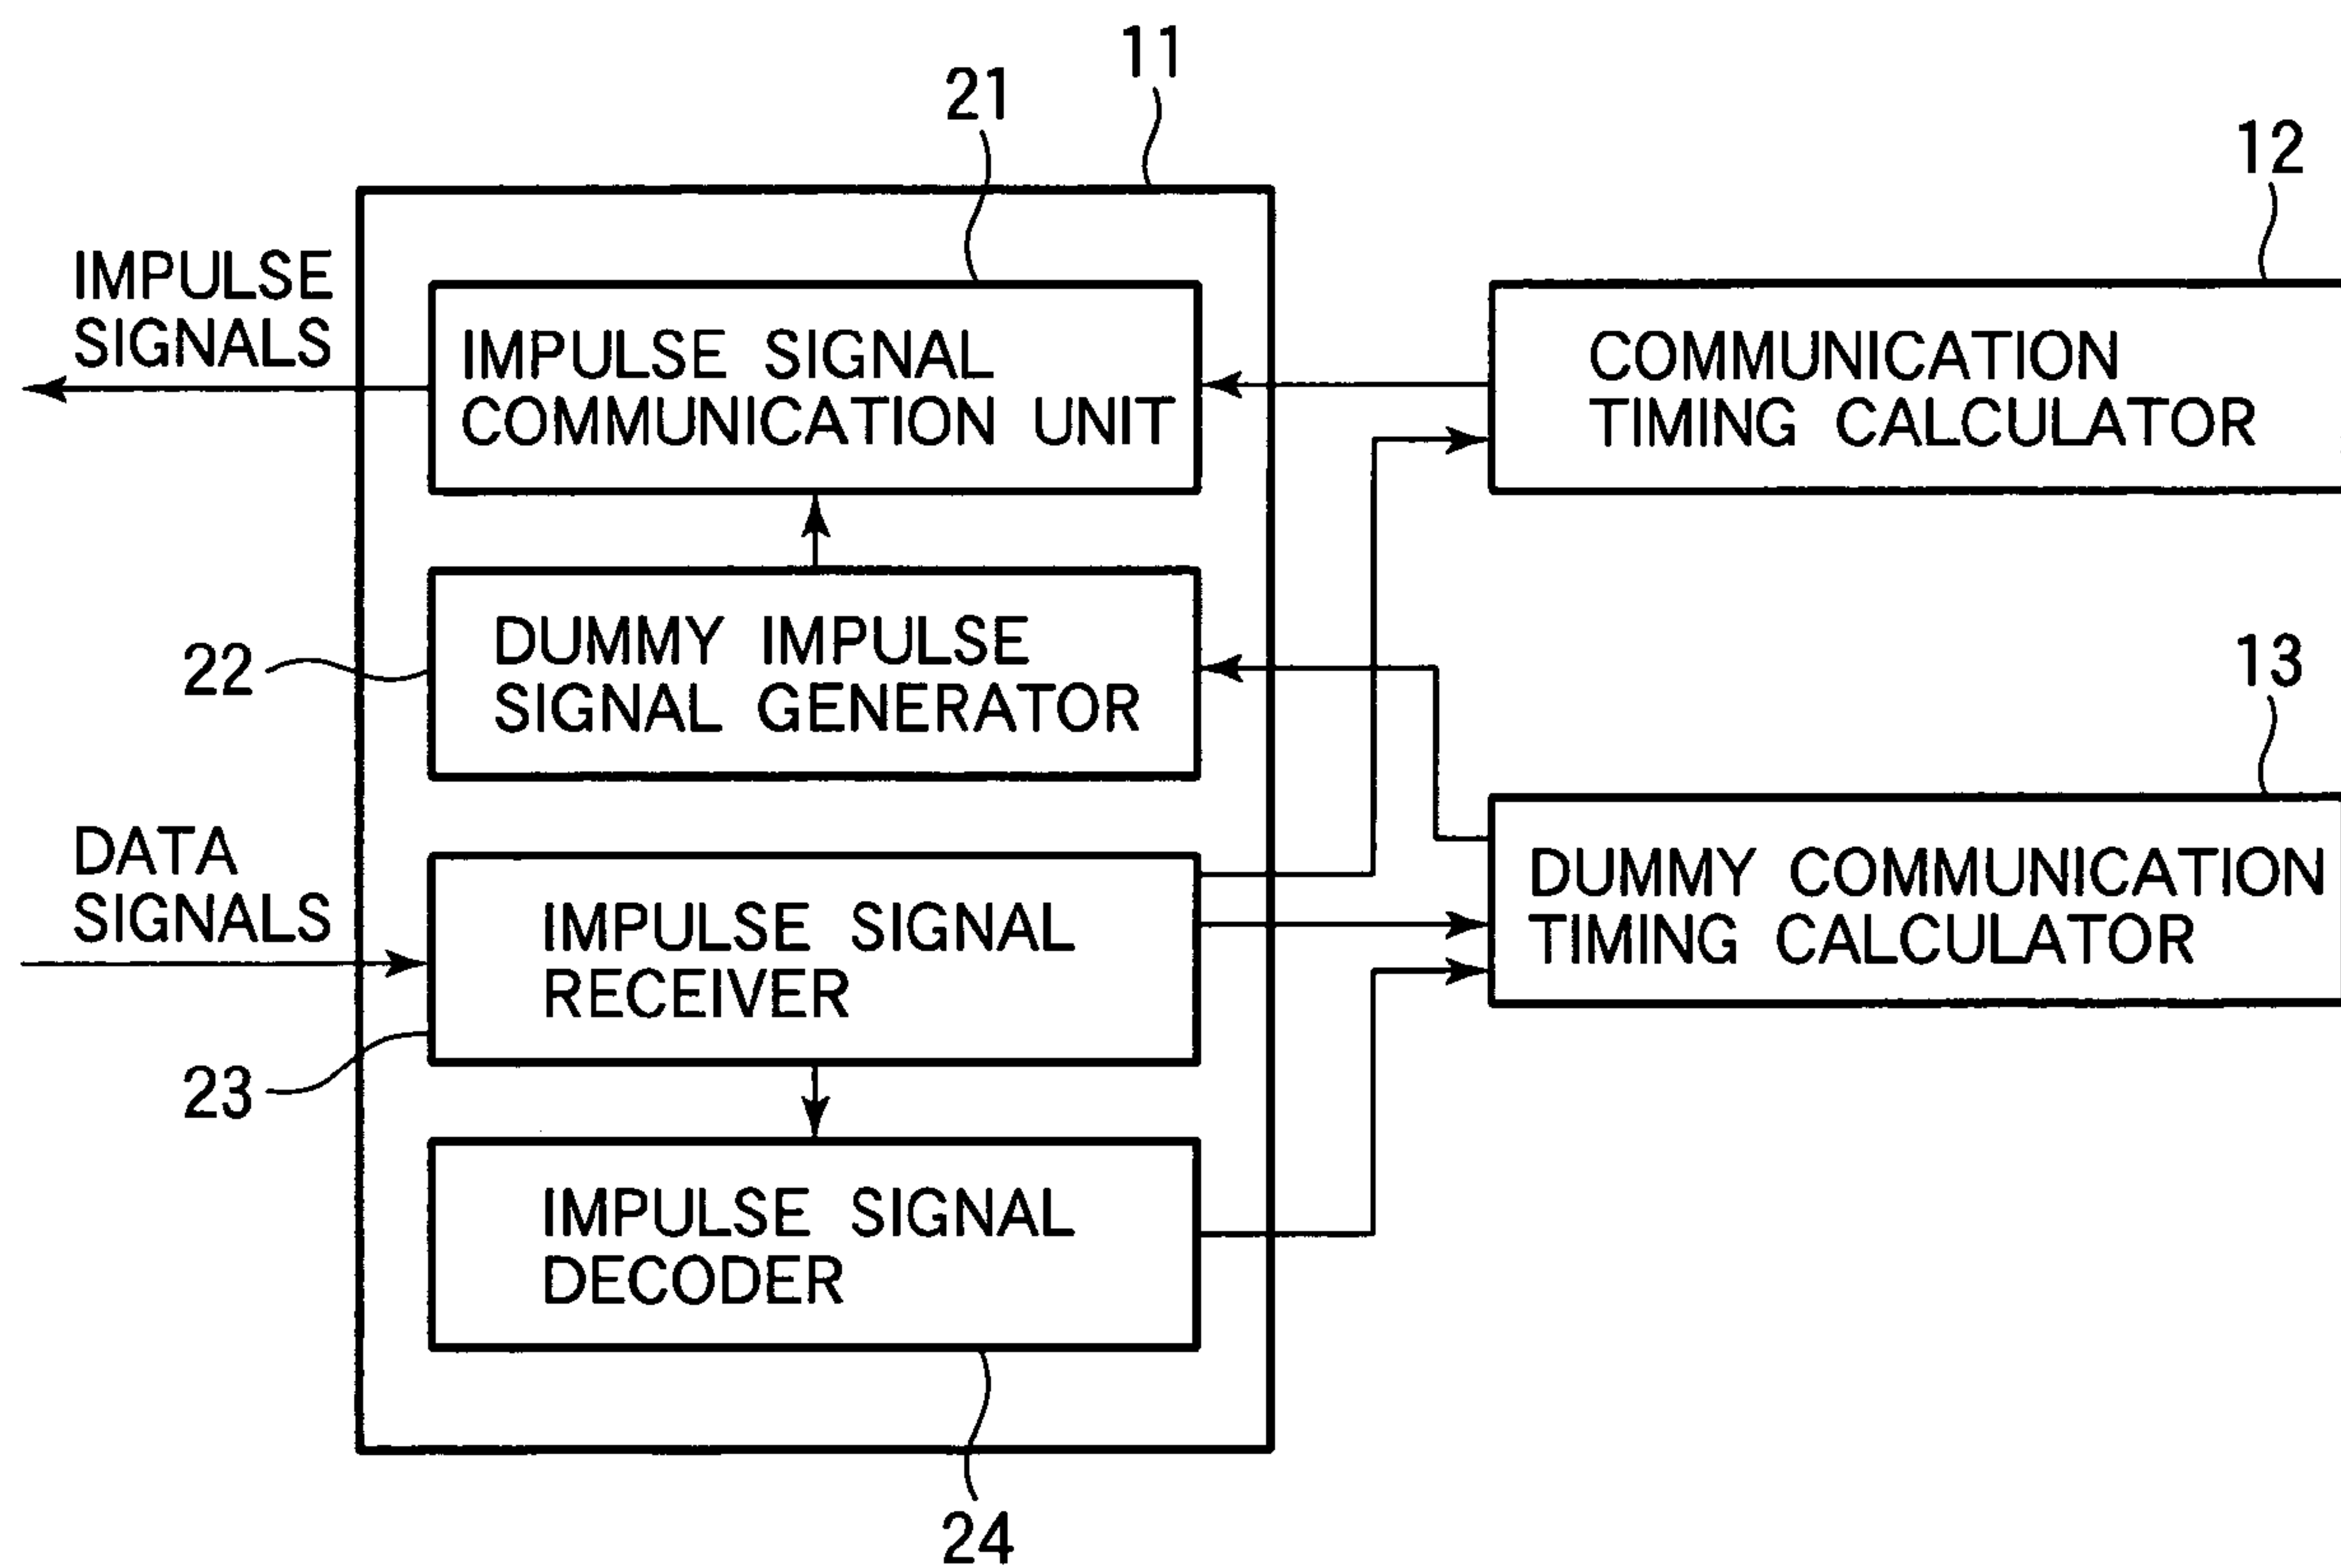 11
21
12
IMPULSE
SIGNALS
IMPULSE SIGNAL
COMMUNICATION UNIT
COMMUNICATION
TIMING CALCULATOR
22
DUMMY IMPULSE
SIGNAL GENERATOR
13
DATA
SIGNALS
IMPULSE SIGNAL
RECEIVER
DUMMY COMMUNICATION
TIMING CALCULATOR
23
IMPULSE SIGNAL
DECODER
24